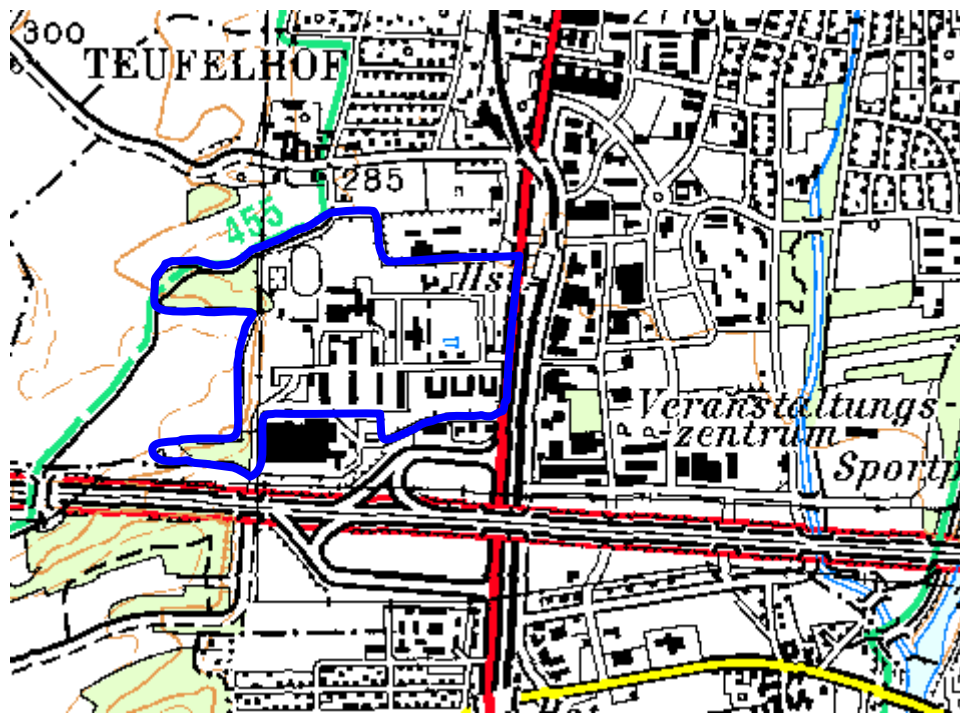 300
TEUFELHOF
285
455
Veranstaltungs-
zentrum
P P
Sportp